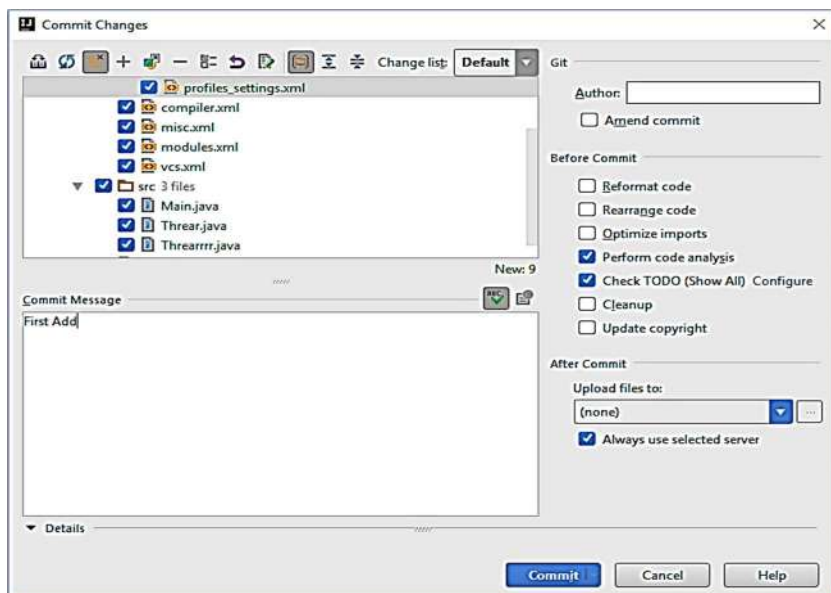 Commit Changes
Change list: Default
profiles_settings.xml
compiler.xml
misc.xml
modules.xml
vcs.xml
src 3 files
Main.java
Threar.java
Threarrrr.java
New: 9
Commit Message
First Add
Details
Git
Author:
Amend commit
Before Commit
Reformat code
Rearrange code
Optimize imports
Perform code analysis
Check TODO (Show All) Configure
Cleanup
Update copyright
After Commit
Upload files to:
(none)
...
Always use selected server
Commit Cancel Help